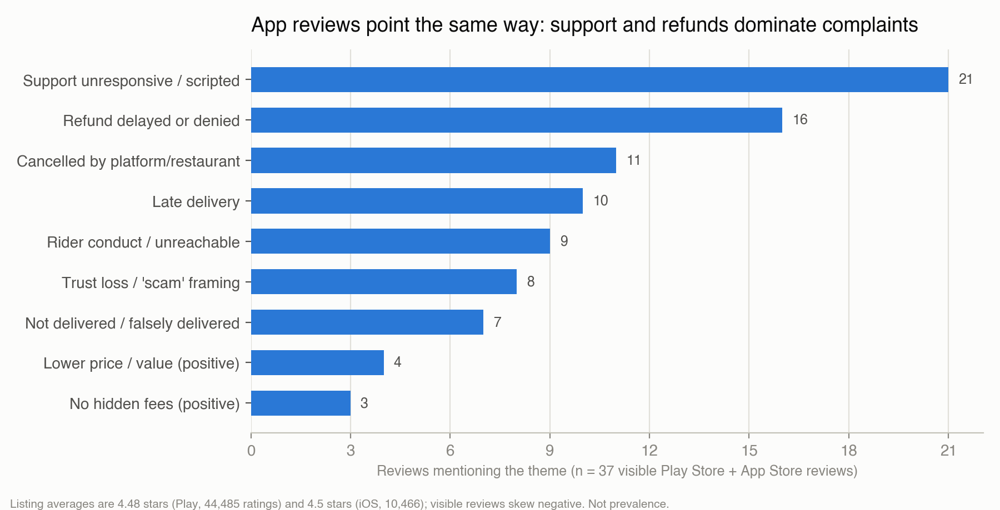 App reviews point the same way: support and refunds dominate complaints
Support unresponsive / scripted 21
Refund delayed or denied 16
Cancelled by platform/restaurant 11
Late delivery 10
Rider conduct / unreachable 9
Trust loss / 'scam' framing 8
Not delivered / falsely delivered 7
Lower price / value (positive) 4
No hidden fees (positive) 3
0 3 6 9 12 15 18 21
Reviews mentioning the theme (n = 37 visible Play Store + App Store reviews)
Listing averages are 4.48 stars (Play, 44,485 ratings) and 4.5 stars (iOS, 10,466); visible reviews skew negative. Not prevalence.